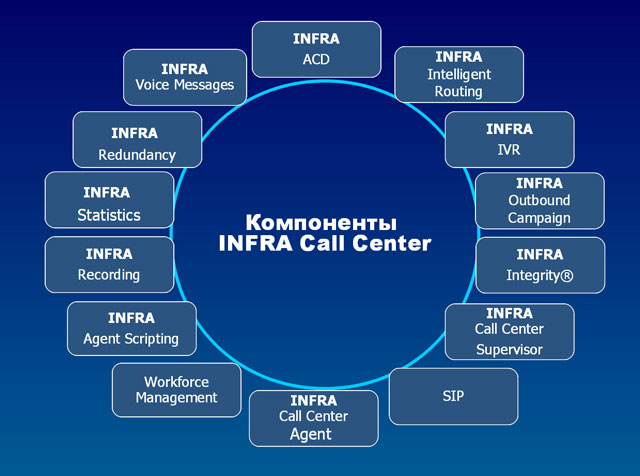 INFRA
ACD
INFRA
Intelligent
Routing
INFRA
IVR
INFRA
Outbound
Campaign
INFRA
Integrity®
INFRA
Call Center
Supervisor
SIP
INFRA
Call Center
Agent
Workforce
Management
INFRA
Agent Scripting
INFRA
Recording
INFRA
Statistics
INFRA
Redundancy
INFRA
Voice Messages
Компоненты
INFRA Call Center